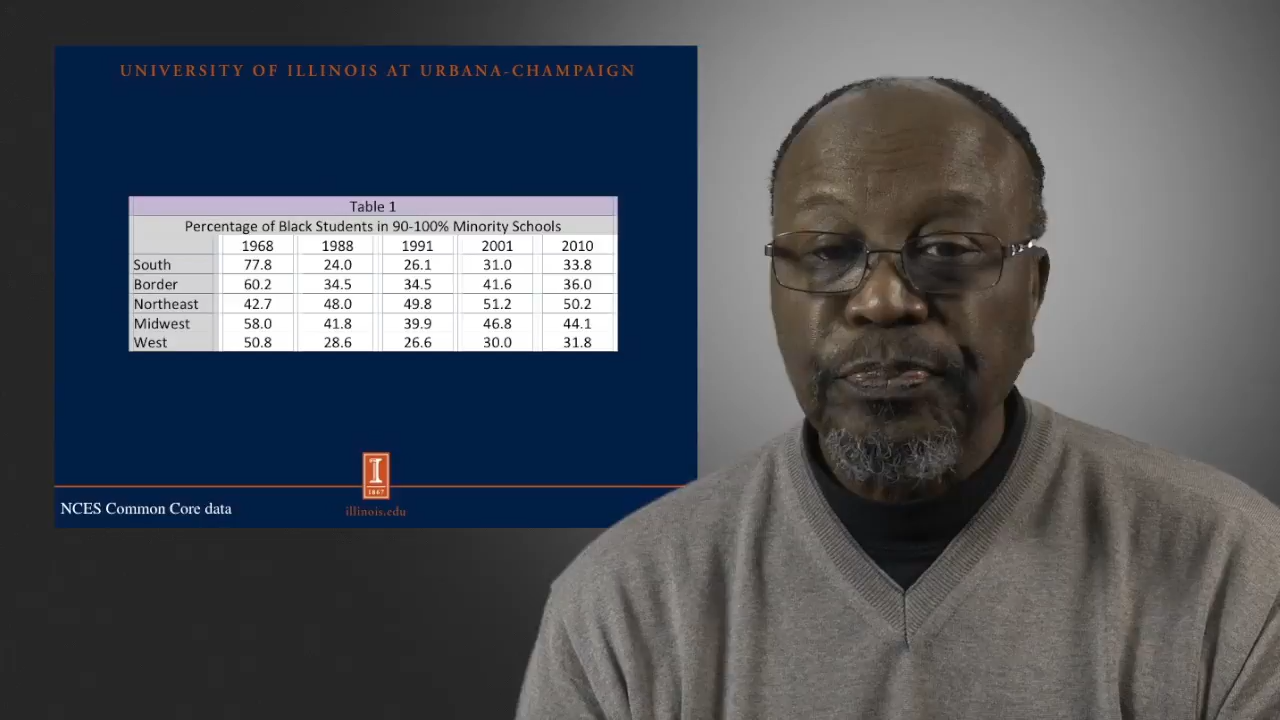 UNIVERSITY OF ILLINOIS AT URBANA-CHAMPAIGN
Table 1
Percentage of Black Students in 90-100% Minority Schools
1968 1988 1991 2001 2010
South 77.8 24.0 26.1 31.0 33.8
Border 60.2 34.5 34.5 41.6 36.0
Northeast 42.7 48.0 49.8 51.2 50.2
Midwest 58.0 41.8 39.9 46.8 44.1
West 50.8 28.6 26.6 30.0 31.8
I
1867
NCES Common Core data
illinois.edu